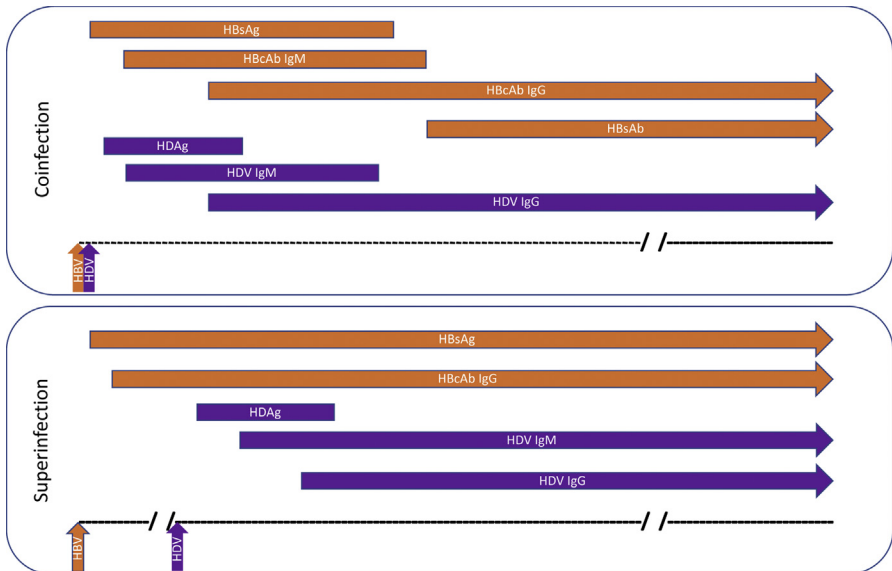 Coinfection
HBsAg
HBcAb IgM
HBcAb IgG
HBsAb
HDAg
HDV IgM
HDV IgG
HBV
HDV
Superinfection
HBsAg
HBcAb IgG
HDAg
HDV IgM
HDV IgG
HBV
HDV